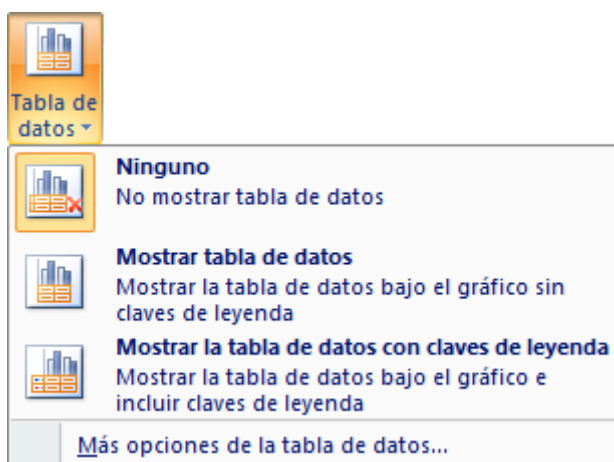 Tabla de
datos
Ninguno
No mostrar tabla de datos
Mostrar tabla de datos
Mostrar la tabla de datos bajo el gráfico sin
claves de leyenda
Mostrar la tabla de datos con claves de leyenda
Mostrar la tabla de datos bajo el gráfico e
incluir claves de leyenda
Más opciones de la tabla de datos...